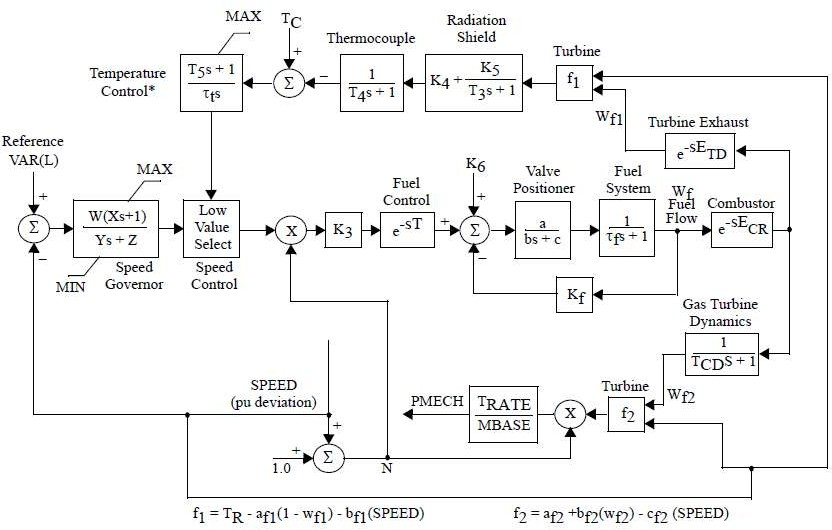 MAX
TC
Radiation
Shield
Thermocouple
Turbine
Temperature
Control*
T5s + 1
τts
+
Σ
−
1
T4s + 1
K4 +
K5
T3s + 1
f1
Wf1
Turbine Exhaust
e-sETD
Reference
VAR(L)
MAX
K6
Fuel
Control
Valve
Positioner
Fuel
System
Wf
Fuel
Flow
Combustor
+
Σ
−
W(Xs+1)
Ys + Z
MIN
Speed
Governor
Low
Value
Select
Speed
Control
X
K3
e-sT
+
+
Σ
−
a
bs + c
1
τfs + 1
e-sECR
Kf
Gas Turbine
Dynamics
1
TCDS + 1
SPEED
(pu deviation)
PMECH
TRATE
MBASE
X
Turbine
f2
Wf2
+
+
1.0
Σ
N
f1 = TR - af1(1 - wf1) - bf1(SPEED)
f2 = af2 +bf2(wf2) - cf2 (SPEED)